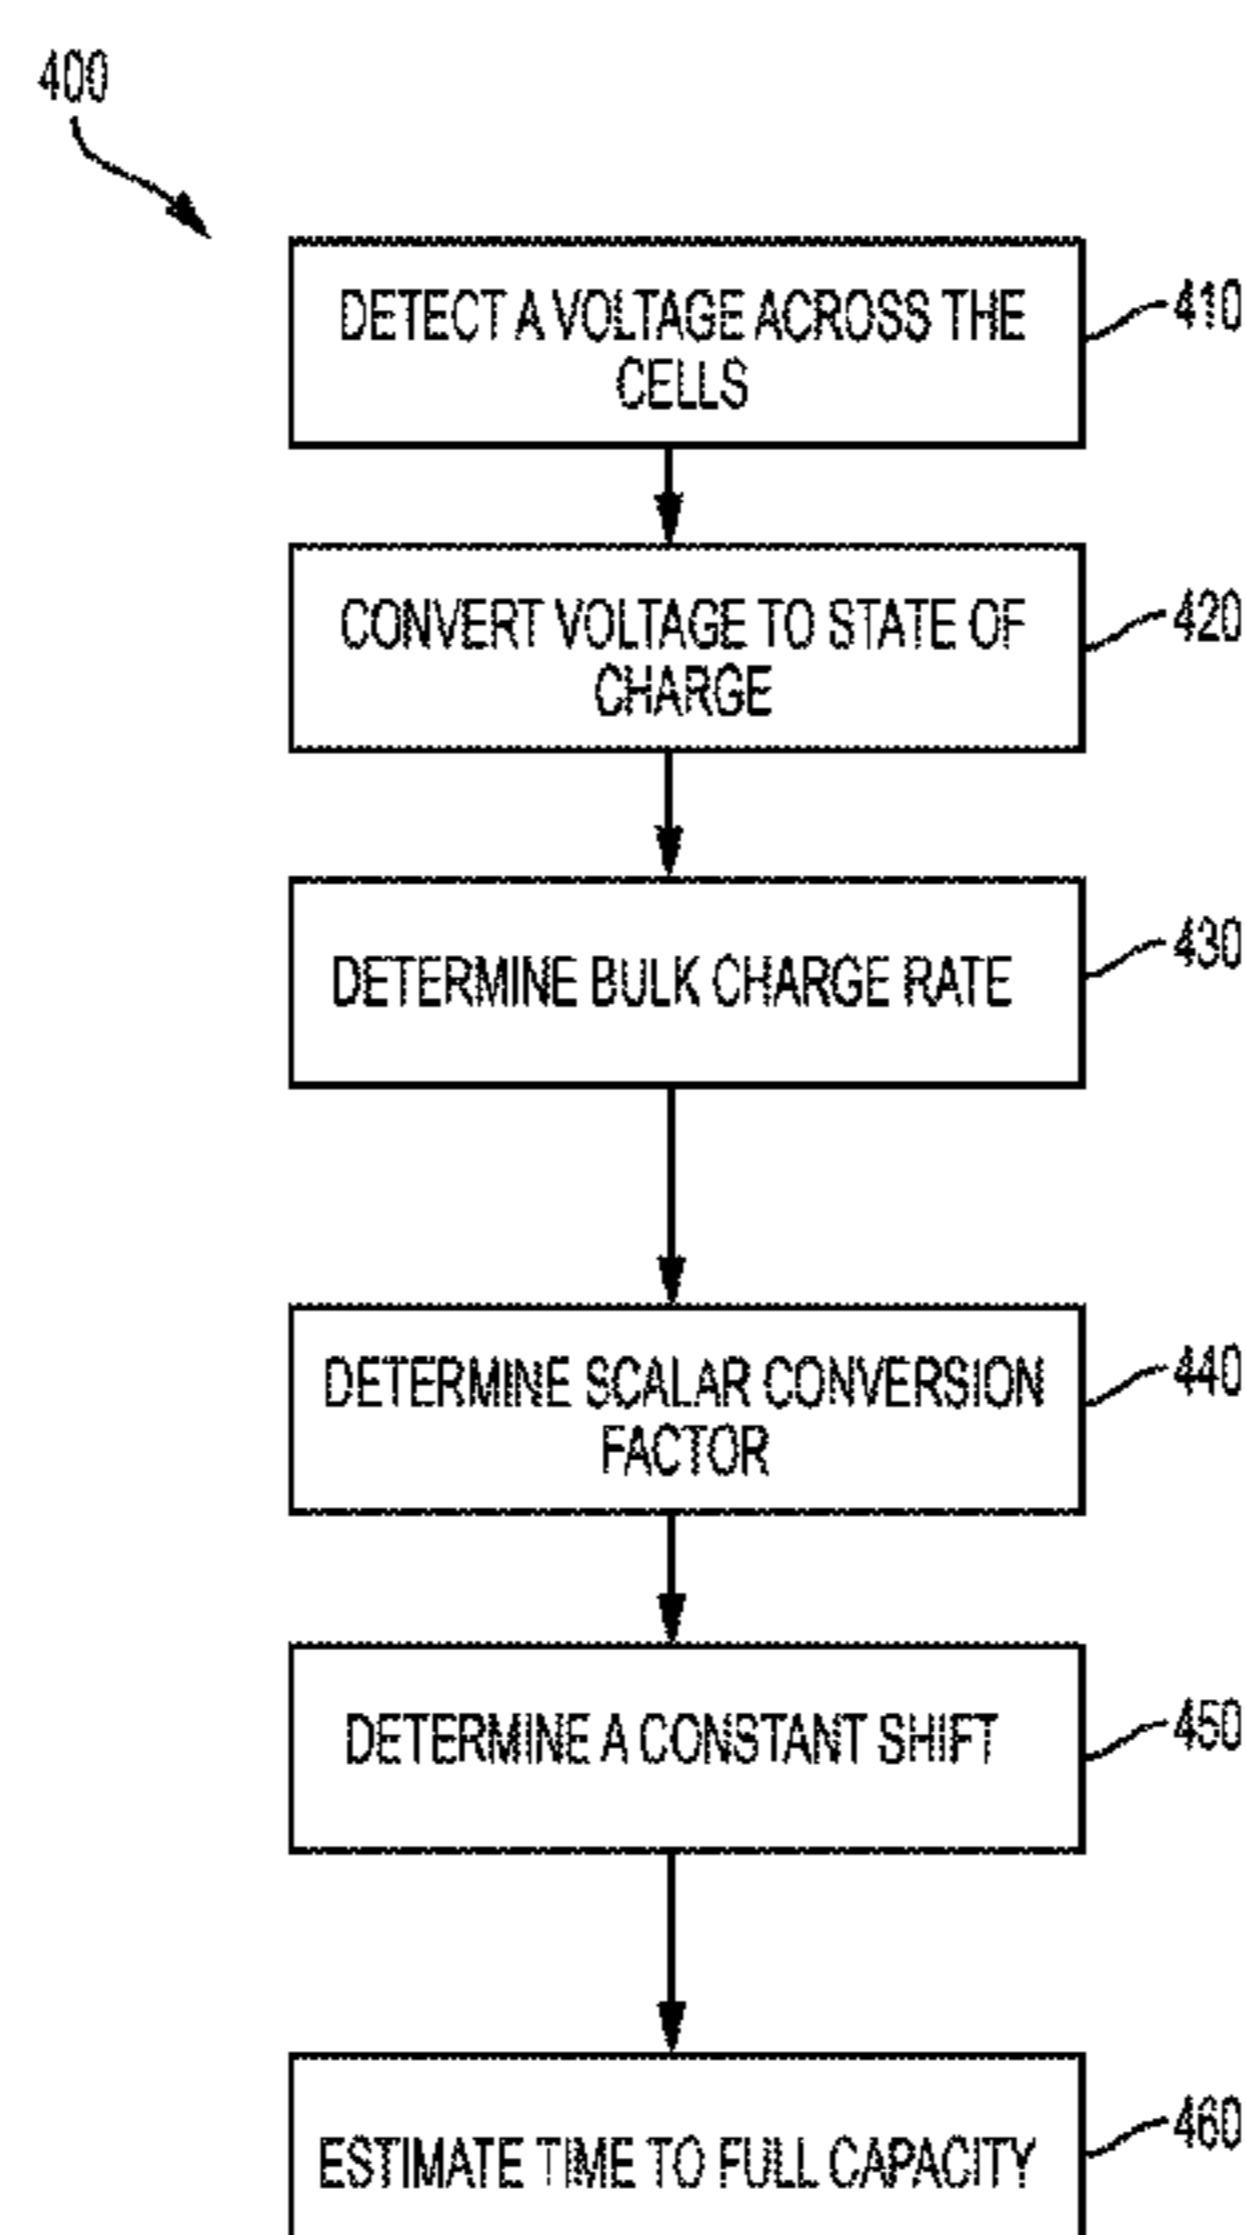 400
DETECT A VOLTAGE ACROSS THE
CELLS
410
CONVERT VOLTAGE TO STATE OF
CHARGE
420
DETERMINE BULK CHARGE RATE
430
DETERMINE SCALAR CONVERSION
FACTOR
440
DETERMINE A CONSTANT SHIFT
450
ESTIMATE TIME TO FULL CAPACITY
460